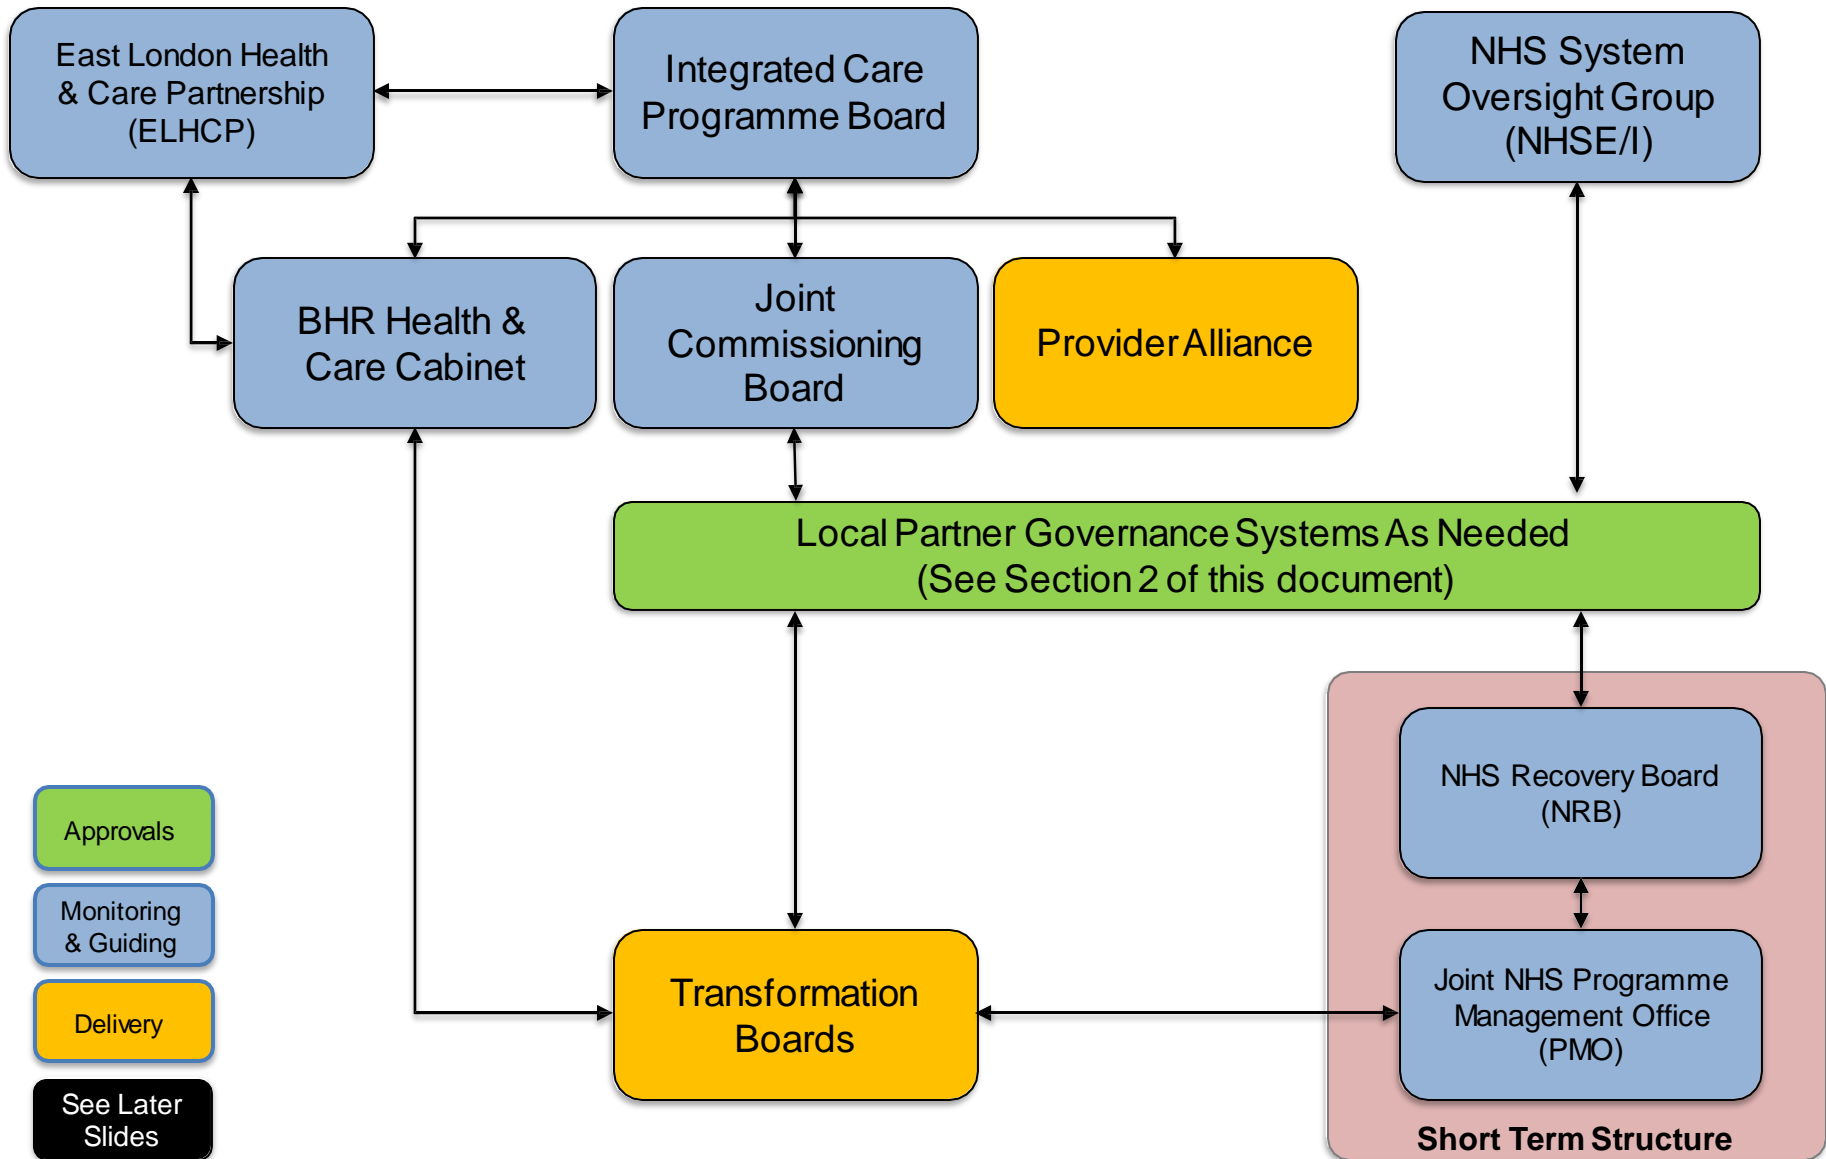 East London Health
& Care Partnership
(ELHCP)
Integrated Care
Programme Board
NHS System
Oversight Group
(NHSE/I)
BHR Health &
Care Cabinet
Joint
Commissioning
Board
Provider Alliance
Local Partner Governance Systems As Needed
(See Section 2 of this document)
NHS Recovery Board
(NRB)
Approvals
Monitoring
& Guiding
Delivery
See Later
Slides
Transformation
Boards
Joint NHS Programme
Management Office
(PMO)
Short Term Structure